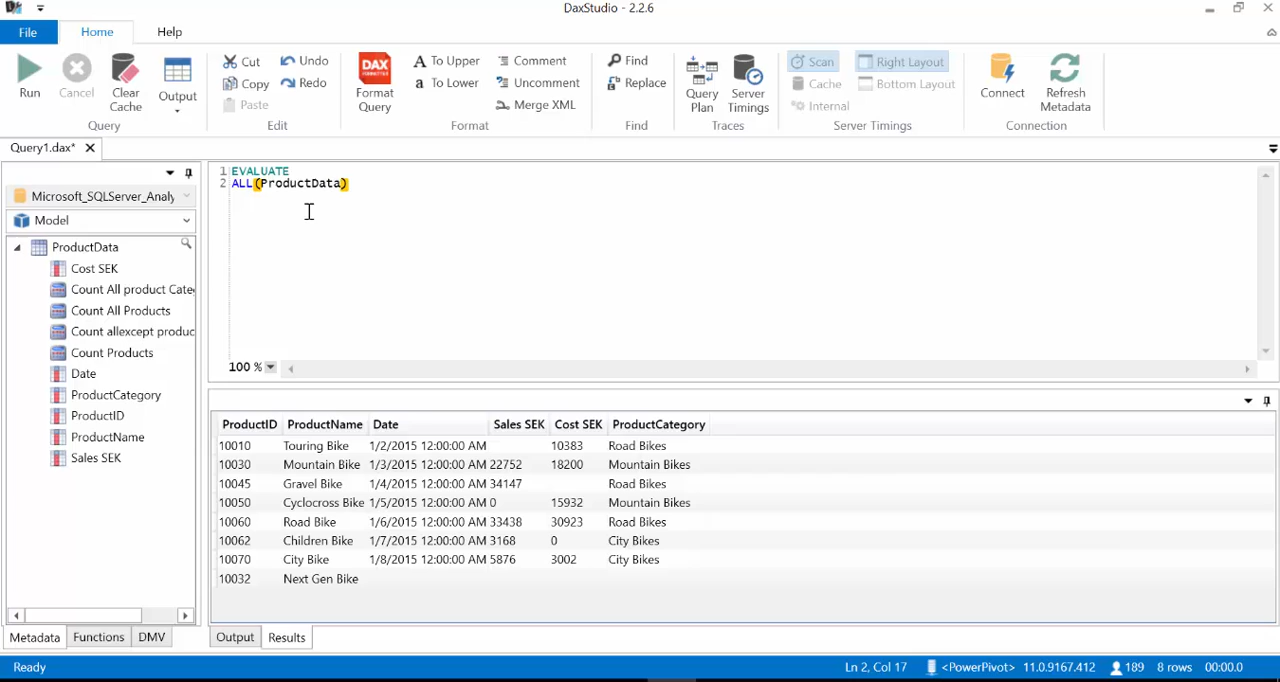 DaxStudio - 2.2.6
File Home Help
Run Cancel Clear Cache Output
Cut Copy Paste Undo Redo
DAX FORMATTER
Format Query
A To Upper
a To Lower
Comment
Uncomment
Merge XML
Find
Replace
Query Plan Server Timings
Scan
Cache
Internal
Right Layout
Bottom Layout
Connect Refresh Metadata
Query Edit Format Find Traces Server Timings Connection
Query1.dax*
Microsoft_SQLServer_Analy
Model
ProductData
Cost SEK
Count All product Cate
Count All Products
Count allexcept produc
Count Products
Date
ProductCategory
ProductID
ProductName
Sales SEK
Metadata Functions DMV
1 EVALUATE
2 ALL(ProductData)
100 %
ProductID ProductName Date Sales SEK Cost SEK ProductCategory
10010 Touring Bike 1/2/2015 12:00:00 AM 10383 Road Bikes
10030 Mountain Bike 1/3/2015 12:00:00 AM 22752 18200 Mountain Bikes
10045 Gravel Bike 1/4/2015 12:00:00 AM 34147 Road Bikes
10050 Cyclocross Bike 1/5/2015 12:00:00 AM 0 15932 Mountain Bikes
10060 Road Bike 1/6/2015 12:00:00 AM 33438 30923 Road Bikes
10062 Children Bike 1/7/2015 12:00:00 AM 3168 0 City Bikes
10070 City Bike 1/8/2015 12:00:00 AM 5876 3002 City Bikes
10032 Next Gen Bike
Output Results
Ready Ln 2, Col 17 <PowerPivot> 11.0.9167.412 189 8 rows 00:00.0